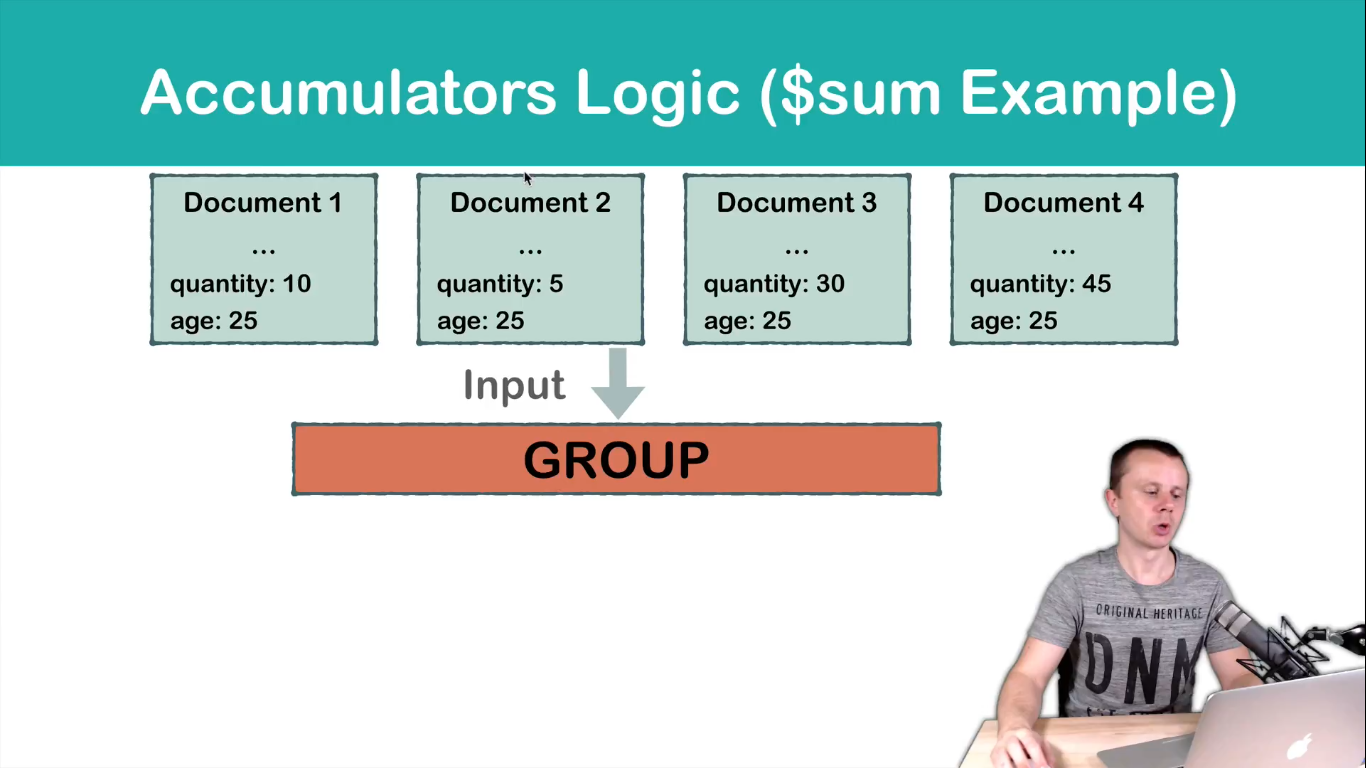 Accumulators Logic ($sum Example)
Document 1
...
quantity: 10
age: 25
Document 2
...
quantity: 5
age: 25
Document 3
...
quantity: 30
age: 25
Document 4
...
quantity: 45
age: 25
Input
GROUP
ORIGINAL HERITAGE
DNM